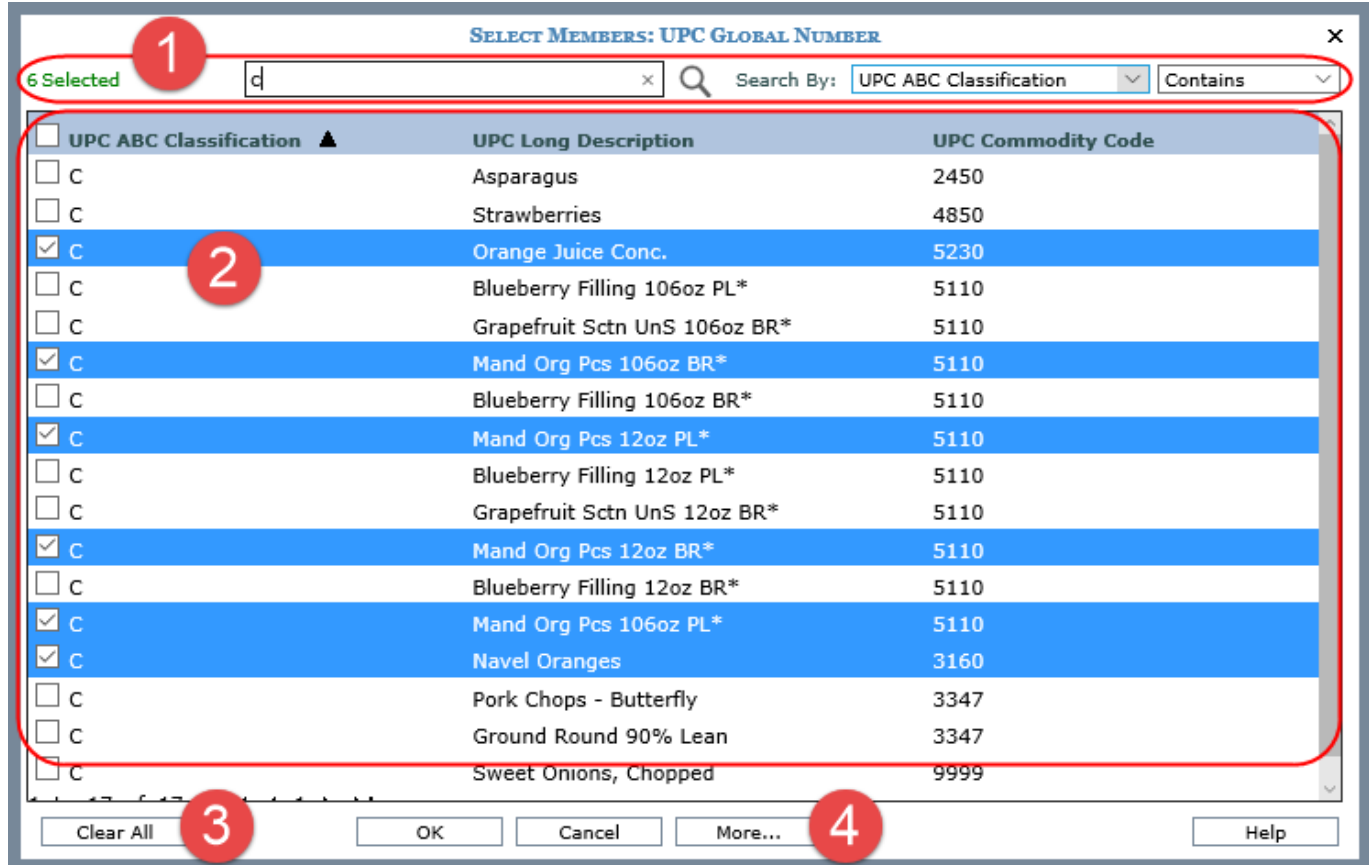 SELECT MEMBERS: UPC GLOBAL NUMBER ×
1
6 Selected c × Search By: UPC ABC Classification Contains
UPC ABC Classification ▲ UPC Long Description UPC Commodity Code
C Asparagus 2450
C Strawberries 4850
C Orange Juice Conc. 5230
2
C Blueberry Filling 106oz PL* 5110
C Grapefruit Sctn UnS 106oz BR* 5110
C Mand Org Pcs 106oz BR* 5110
C Blueberry Filling 106oz BR* 5110
C Mand Org Pcs 12oz PL* 5110
C Blueberry Filling 12oz PL* 5110
C Grapefruit Sctn UnS 12oz BR* 5110
C Mand Org Pcs 12oz BR* 5110
C Blueberry Filling 12oz BR* 5110
C Mand Org Pcs 106oz PL* 5110
C Navel Oranges 3160
C Pork Chops - Butterfly 3347
C Ground Round 90% Lean 3347
C Sweet Onions, Chopped 9999
Clear All 3 OK Cancel More... 4 Help